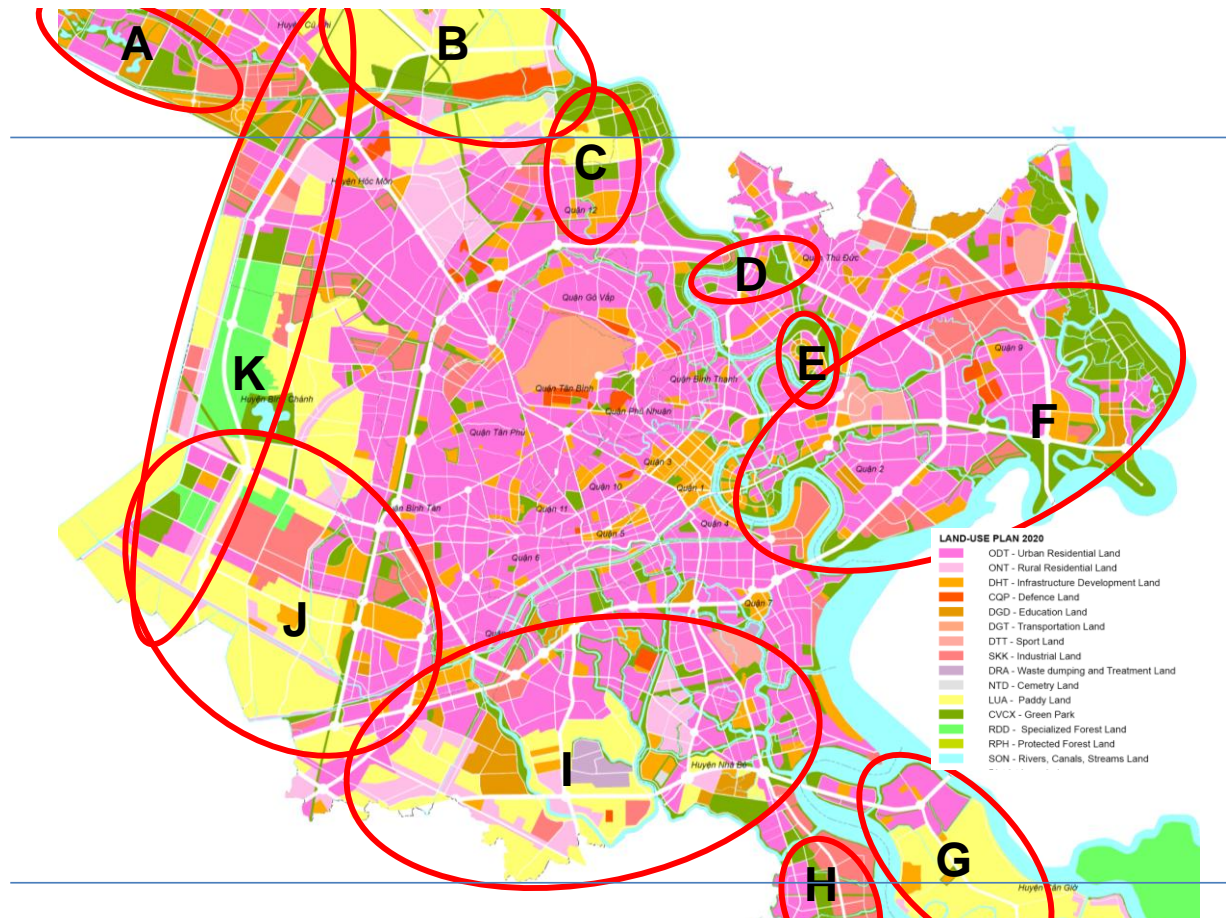 Huyện Củ Chi
A
B
C
Huyện Hóc Môn
Quận 12
D
Quận Thủ Đức
Quận Gò Vấp
E
Quận 9
K
Quận Bình Thạnh
Quận Tân Bình
Huyện Bình Chánh
Quận Phú Nhuận
F
Quận Tân Phú
Quận 3
Quận 2
Quận 10
Quận 1
Quận Bình Tân
Quận 11
Quận 4
Quận 5
Quận 6
LAND-USE PLAN 2020
ODT - Urban Residential Land
ONT - Rural Residential Land
DHT - Infrastructure Development Land
CQP - Defence Land
DGD - Education Land
DGT - Transportation Land
DTT - Sport Land
SKK - Industrial Land
DRA - Waste dumping and Treatment Land
NTD - Cemetry Land
LUA - Paddy Land
CVCX - Green Park
RDD - Specialized Forest Land
RPH - Protected Forest Land
SON - Rivers, Canals, Streams Land
Quận 7
J
Quận
I
Huyện Nhà Bè
G
H
Huyện Cần Giờ